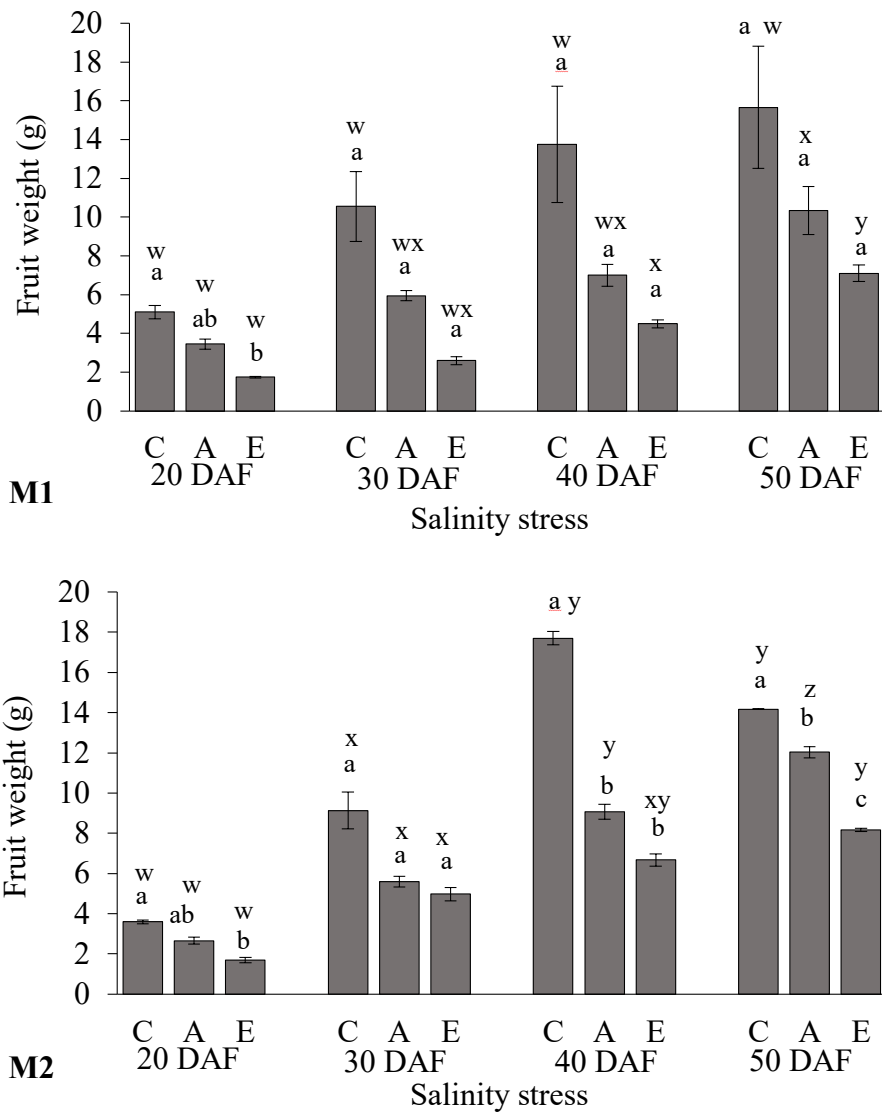 20
18
16
14
12
10
8
6
4
2
0
Fruit weight (g)
w
a
w
ab
w
b
w
a
wx
a
wx
a
w
a
wx
a
x
a
a w
x
a
y
a
C A E C A E C A E C A E
20 DAF 30 DAF 40 DAF 50 DAF
M1
Salinity stress
20
18
16
14
12
10
8
6
4
2
0
Fruit weight (g)
w
a
w
ab
w
b
x
a
x
a
x
a
a y
y
b
xy
b
y
a
z
b
y
c
C A E C A E C A E C A E
20 DAF 30 DAF 40 DAF 50 DAF
M2
Salinity stress